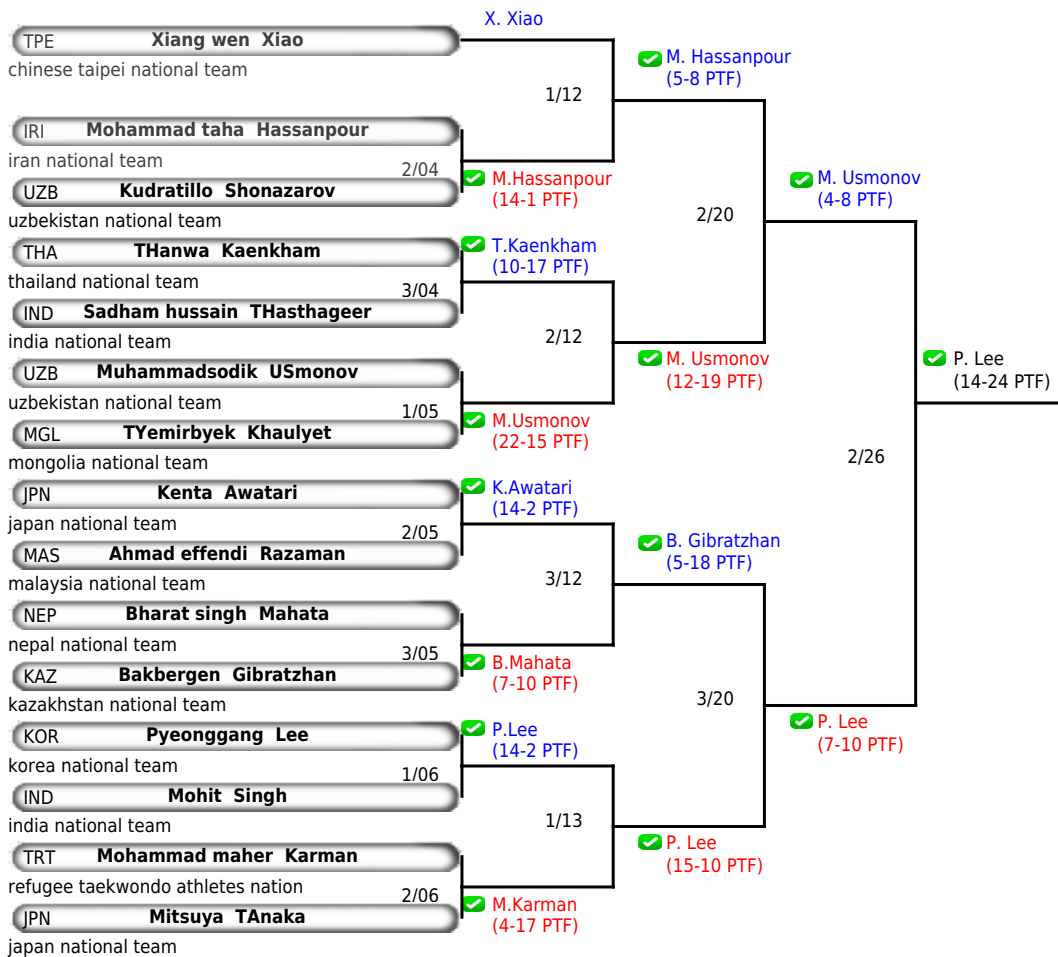 X. Xiao
TPE Xiang wen Xiao
chinese taipei national team
M. Hassanpour
(5-8 PTF)
1/12
IRI Mohammad taha Hassanpour
iran national team
2/04
M.Hassanpour
(14-1 PTF)
UZB Kudratillo Shonazarov
uzbekistan national team
M. Usmonov
(4-8 PTF)
2/20
THA THanwa Kaenkham
thailand national team
T.Kaenkham
(10-17 PTF)
3/04
IND Sadham hussain THasthageer
india national team
2/12
M. Usmonov
(12-19 PTF)
P. Lee
(14-24 PTF)
UZB Muhammadsodik USmonov
uzbekistan national team
1/05
M.Usmonov
(22-15 PTF)
MGL TYemirbyek Khaulyet
mongolia national team
2/26
JPN Kenta Awatari
japan national team
K.Awatari
(14-2 PTF)
2/05
MAS Ahmad effendi Razaman
malaysia national team
B. Gibratzhan
(5-18 PTF)
3/12
NEP Bharat singh Mahata
nepal national team
3/05
B.Mahata
(7-10 PTF)
KAZ Bakbergen Gibratzhan
kazakhstan national team
3/20
P. Lee
(7-10 PTF)
KOR Pyeonggang Lee
korea national team
P.Lee
(14-2 PTF)
1/06
IND Mohit Singh
india national team
1/13
P. Lee
(15-10 PTF)
TRT Mohammad maher Karman
refugee taekwondo athletes nation
2/06
M.Karman
(4-17 PTF)
JPN Mitsuya TAnaka
japan national team